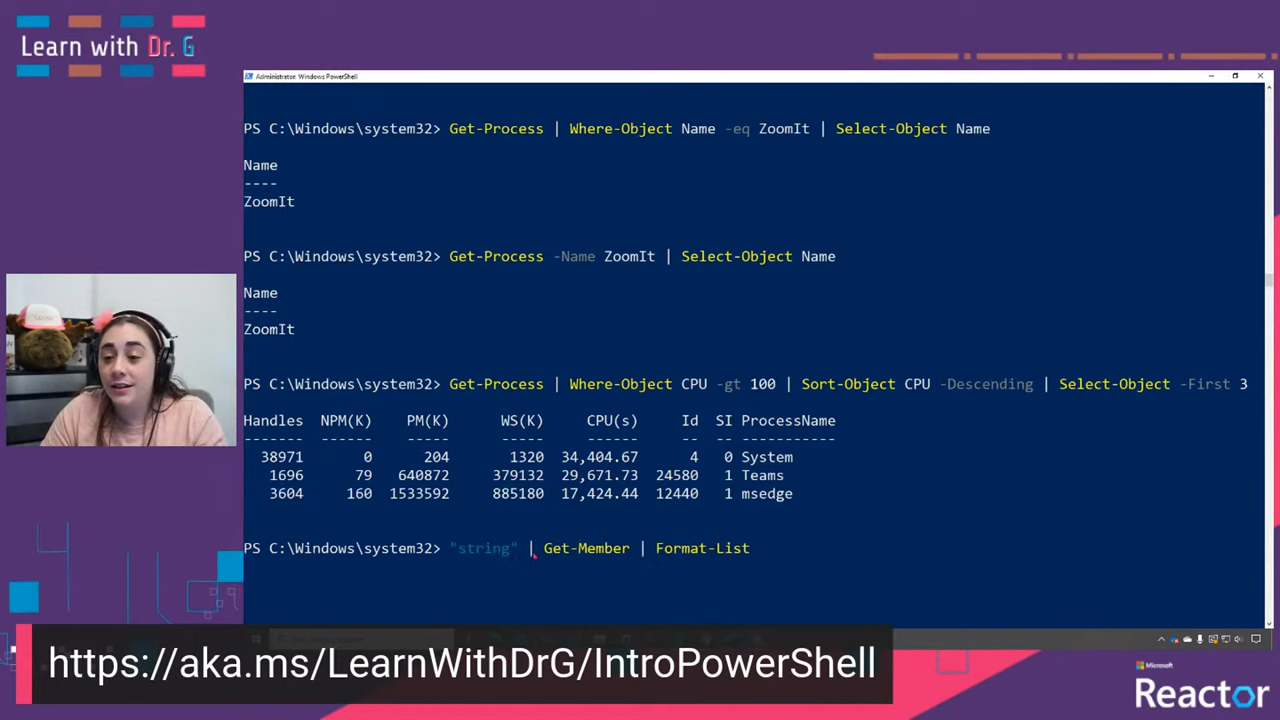 Learn with Dr. G
Administrator: Windows PowerShell
PS C:\Windows\system32> Get-Process | Where-Object Name -eq ZoomIt | Select-Object Name
Name
----
ZoomIt
PS C:\Windows\system32> Get-Process -Name ZoomIt | Select-Object Name
Name
----
ZoomIt
PS C:\Windows\system32> Get-Process | Where-Object CPU -gt 100 | Sort-Object CPU -Descending | Select-Object -First 3
Handles NPM(K) PM(K) WS(K) CPU(s) Id SI ProcessName
------- ------ ----- ----- ------ -- -- -----------
38971 0 204 1320 34,404.67 4 0 System
1696 79 640872 379132 29,671.73 24580 1 Teams
3604 160 1533592 885180 17,424.44 12440 1 msedge
PS C:\Windows\system32> "string" | Get-Member | Format-List
https://aka.ms/LearnWithDrG/IntroPowerShell
Microsoft
Reactor